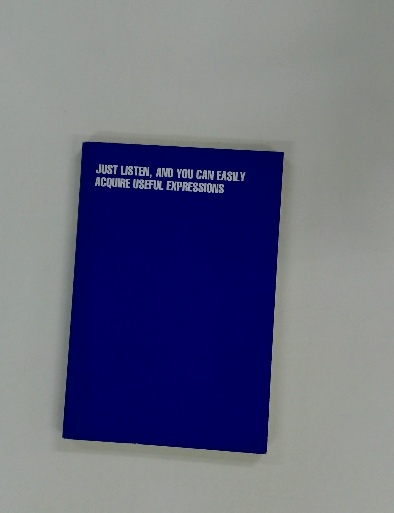 JUST LISTEN, AND YOU CAN EASILY
ACQUIRE USEFUL EXPRESSIONS